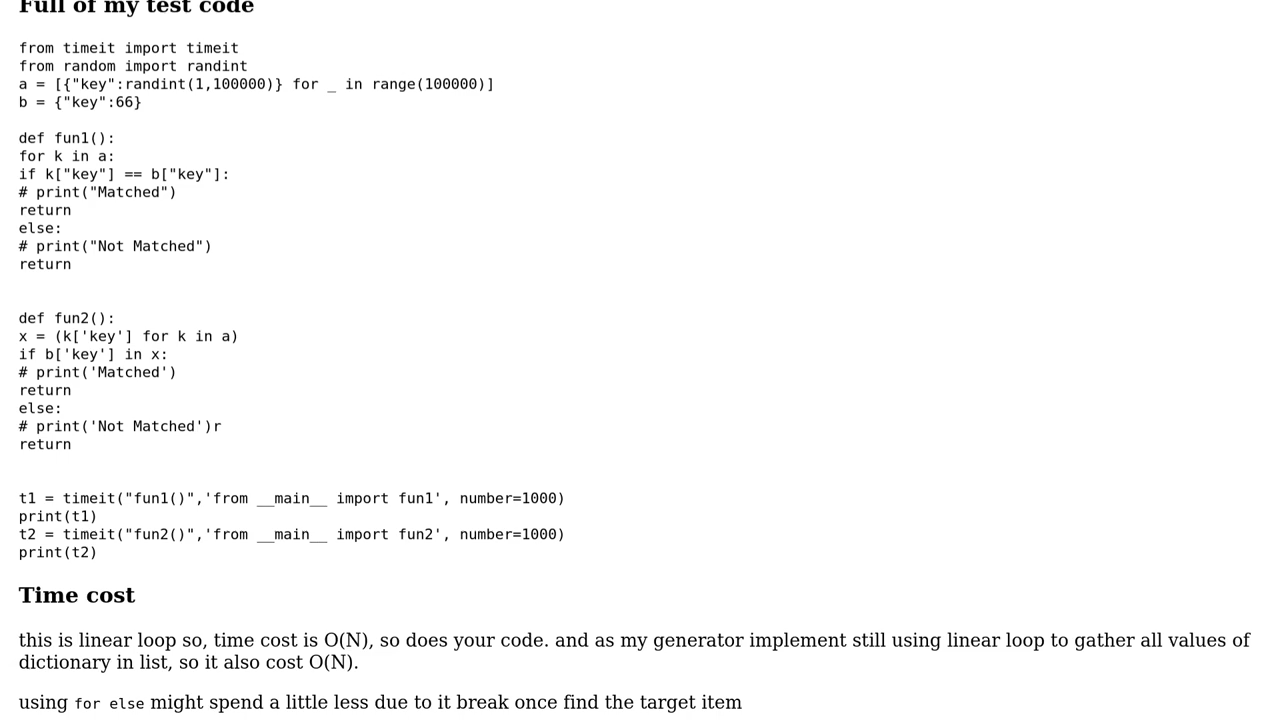 Full of my test code
from timeit import timeit
from random import randint
a = [{"key":randint(1,100000)} for _ in range(100000)]
b = {"key":66}
def fun1():
for k in a:
if k["key"] == b["key"]:
# print("Matched")
return
else:
# print("Not Matched")
return
def fun2():
x = (k['key'] for k in a)
if b['key'] in x:
# print('Matched')
return
else:
# print('Not Matched')r
return
t1 = timeit("fun1()",'from __main__ import fun1', number=1000)
print(t1)
t2 = timeit("fun2()",'from __main__ import fun2', number=1000)
print(t2)
Time cost
this is linear loop so, time cost is O(N), so does your code. and as my generator implement still using linear loop to gather all values of
dictionary in list, so it also cost O(N).
using for else might spend a little less due to it break once find the target item